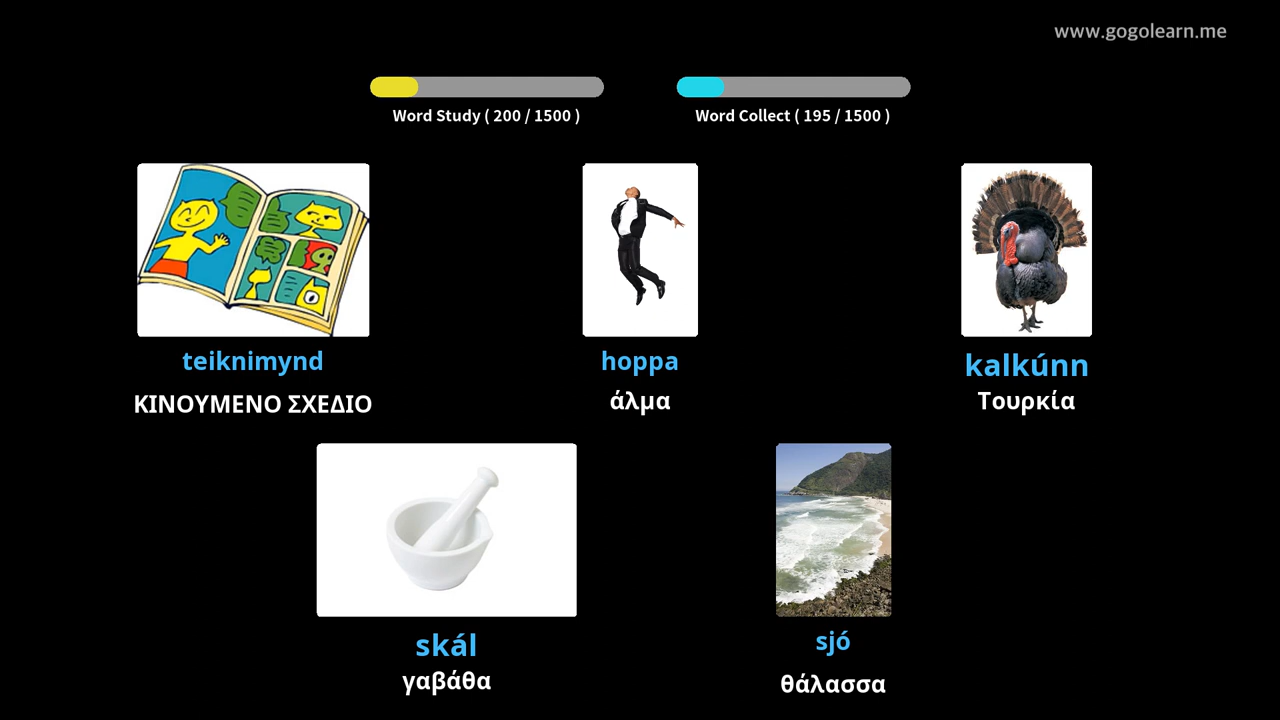 www.gogolearn.me
Word Study ( 200 / 1500 )
Word Collect ( 195 / 1500 )
teiknimynd
ΚΙΝΟΥΜΕΝΟ ΣΧΕΔΙΟ
hoppa
άλμα
kalkúnn
Τουρκία
skál
γαβάθα
sjó
θάλασσα